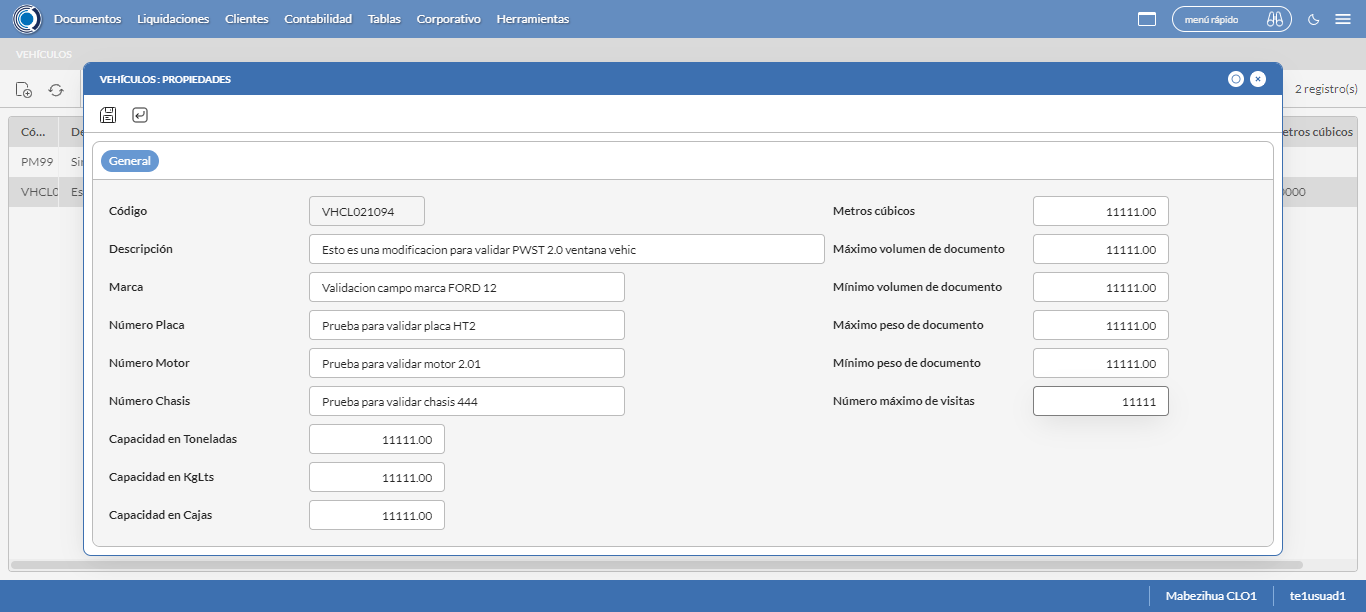 Documentos Liquidaciones Clientes Contabilidad Tablas Corporativo Herramientas menú rápido
VEHÍCULOS
VEHÍCULOS : PROPIEDADES
2 registro(s)
Có... De etros cúbicos
PM99 Sin
VHCL0 Es 0000
General
Código VHCL021094
Descripción Esto es una modificacion para validar PWST 2.0 ventana vehic
Marca Validacion campo marca FORD 12
Número Placa Prueba para validar placa HT2
Número Motor Prueba para validar motor 2.01
Número Chasis Prueba para validar chasis 444
Capacidad en Toneladas 11111.00
Capacidad en KgLts 11111.00
Capacidad en Cajas 11111.00
Metros cúbicos 11111.00
Máximo volumen de documento 11111.00
Mínimo volumen de documento 11111.00
Máximo peso de documento 11111.00
Mínimo peso de documento 11111.00
Número máximo de visitas 11111
Mabezihua CLO1 te1usuad1